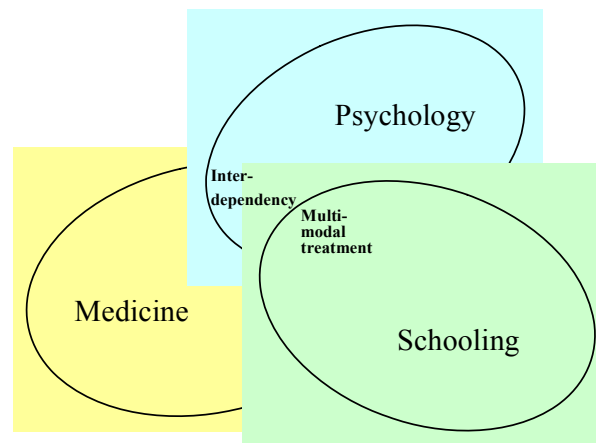 Psychology
Inter-
dependency
Multi-
modal
treatment
Medicine
Schooling